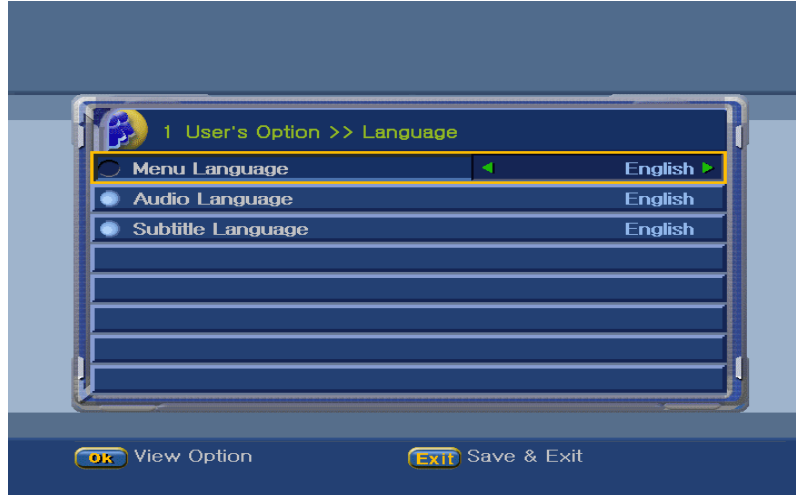 1 User's Option >> Language
Menu Language English
Audio Language English
Subtitle Language English
Ok View Option Exit Save & Exit